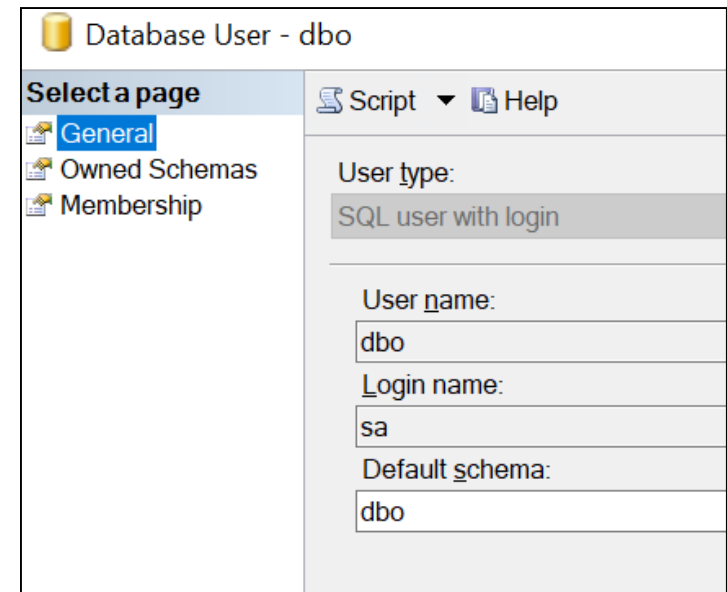 Database User - dbo
Select a page
General
Owned Schemas
Membership
Script
Help
User type:
SQL user with login
User name:
dbo
Login name:
sa
Default schema:
dbo